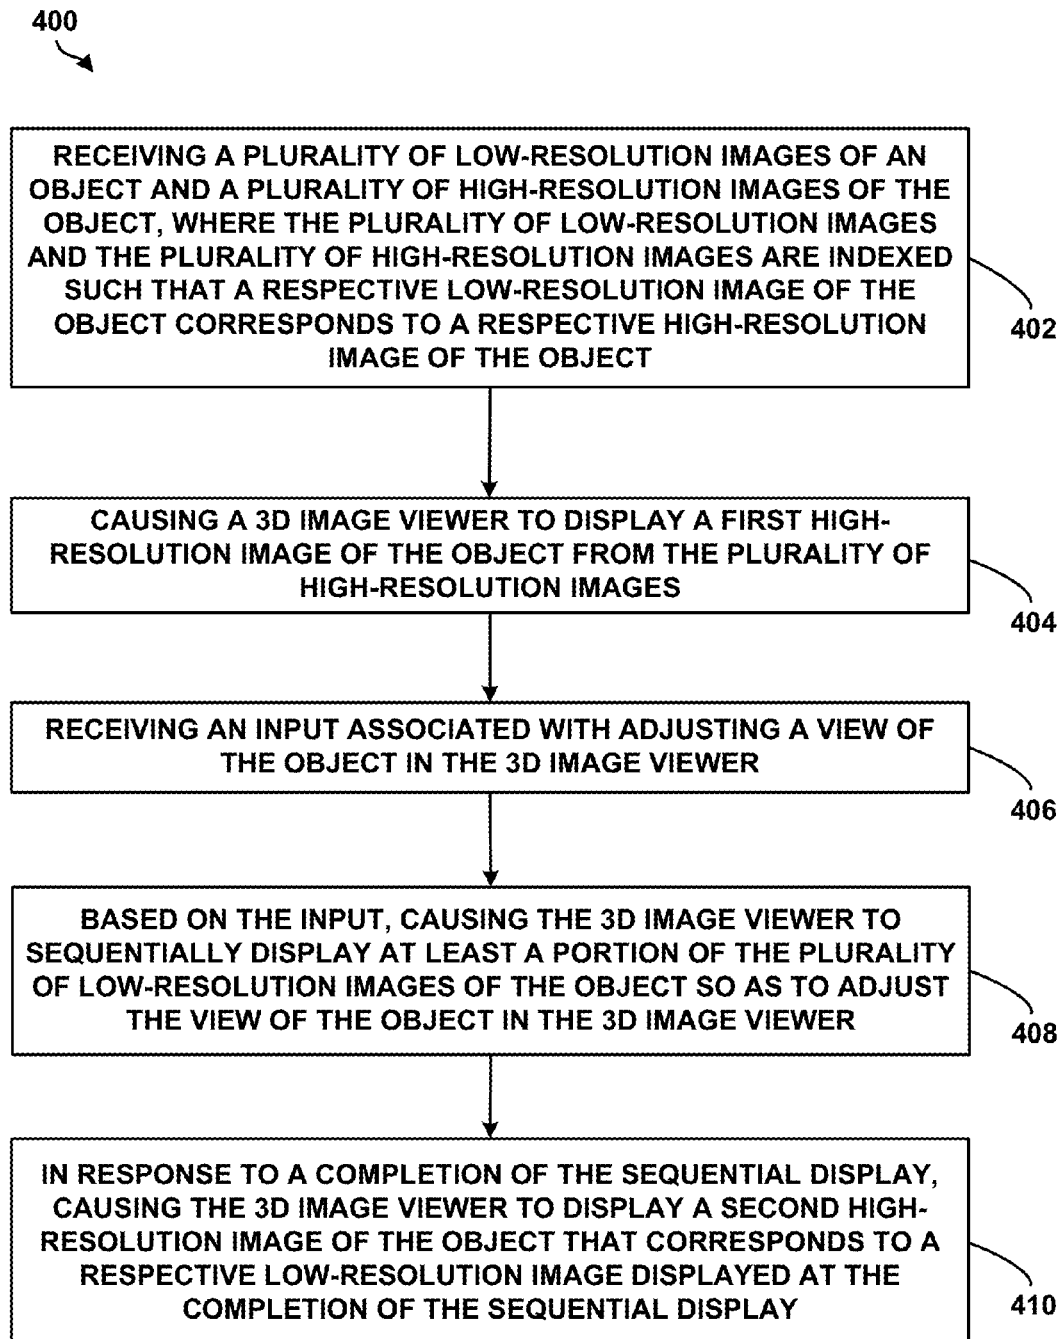 400
RECEIVING A PLURALITY OF LOW-RESOLUTION IMAGES OF AN
OBJECT AND A PLURALITY OF HIGH-RESOLUTION IMAGES OF THE
OBJECT, WHERE THE PLURALITY OF LOW-RESOLUTION IMAGES
AND THE PLURALITY OF HIGH-RESOLUTION IMAGES ARE INDEXED
SUCH THAT A RESPECTIVE LOW-RESOLUTION IMAGE OF THE
OBJECT CORRESPONDS TO A RESPECTIVE HIGH-RESOLUTION
IMAGE OF THE OBJECT
402
CAUSING A 3D IMAGE VIEWER TO DISPLAY A FIRST HIGH-
RESOLUTION IMAGE OF THE OBJECT FROM THE PLURALITY OF
HIGH-RESOLUTION IMAGES
404
RECEIVING AN INPUT ASSOCIATED WITH ADJUSTING A VIEW OF
THE OBJECT IN THE 3D IMAGE VIEWER
406
BASED ON THE INPUT, CAUSING THE 3D IMAGE VIEWER TO
SEQUENTIALLY DISPLAY AT LEAST A PORTION OF THE PLURALITY
OF LOW-RESOLUTION IMAGES OF THE OBJECT SO AS TO ADJUST
THE VIEW OF THE OBJECT IN THE 3D IMAGE VIEWER
408
IN RESPONSE TO A COMPLETION OF THE SEQUENTIAL DISPLAY,
CAUSING THE 3D IMAGE VIEWER TO DISPLAY A SECOND HIGH-
RESOLUTION IMAGE OF THE OBJECT THAT CORRESPONDS TO A
RESPECTIVE LOW-RESOLUTION IMAGE DISPLAYED AT THE
COMPLETION OF THE SEQUENTIAL DISPLAY
410